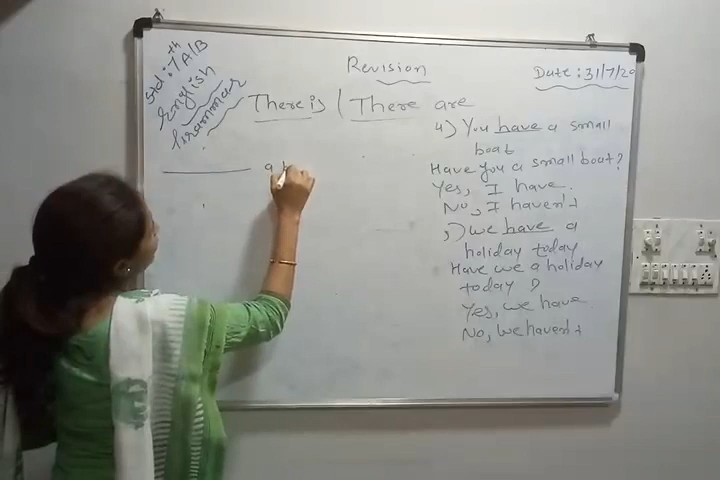 Std : 7th A/B
English
Grammar
Revision
Date : 31/7/20
There is / There are
a
4) You have a small
boat
Have you a small boat?
Yes, I have.
No, I haven't
,) we have a
holiday today
Have we a holiday
today ?
Yes, we have
No, we haven't